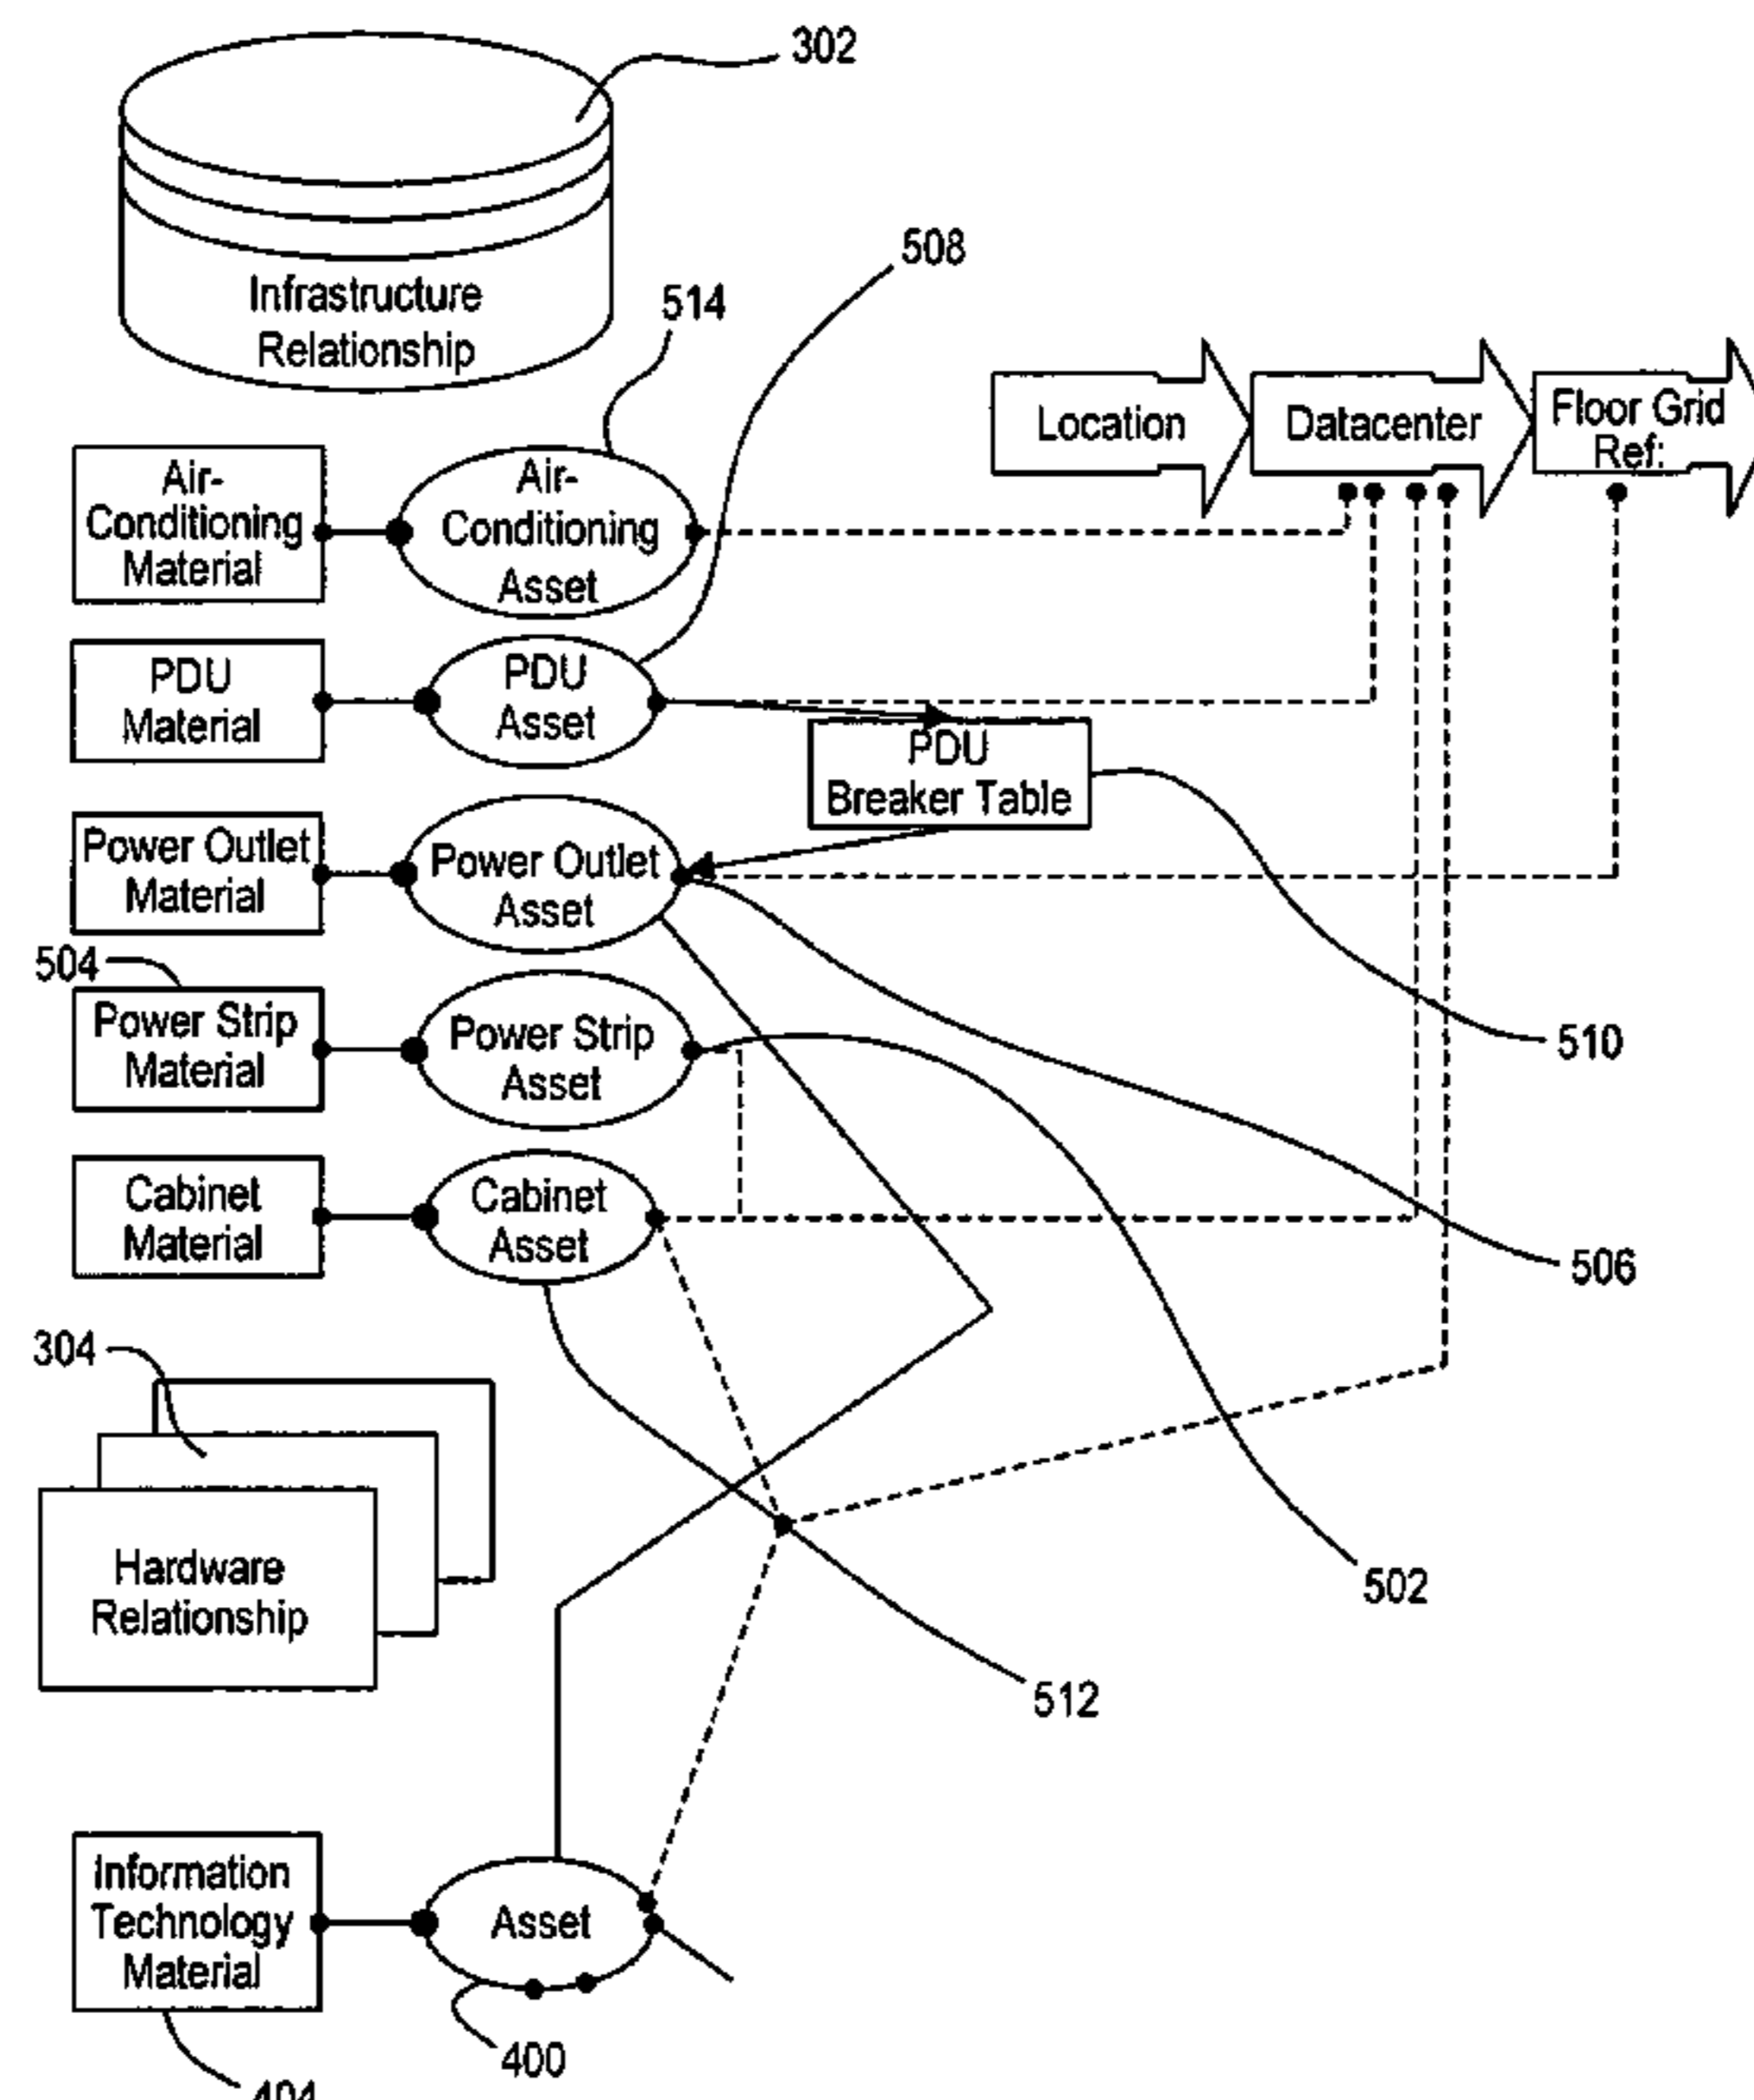 302
Infrastructure
Relationship
508
514
Location
Datacenter
Floor Grid
Ref:
Air-
Conditioning
Material
Air-
Conditioning
Asset
PDU
Material
PDU
Asset
PDU
Breaker Table
Power Outlet
Material
Power Outlet
Asset
504
Power Strip
Material
Power Strip
Asset
510
Cabinet
Material
Cabinet
Asset
506
304
Hardware
Relationship
502
512
Information
Technology
Material
Asset
400